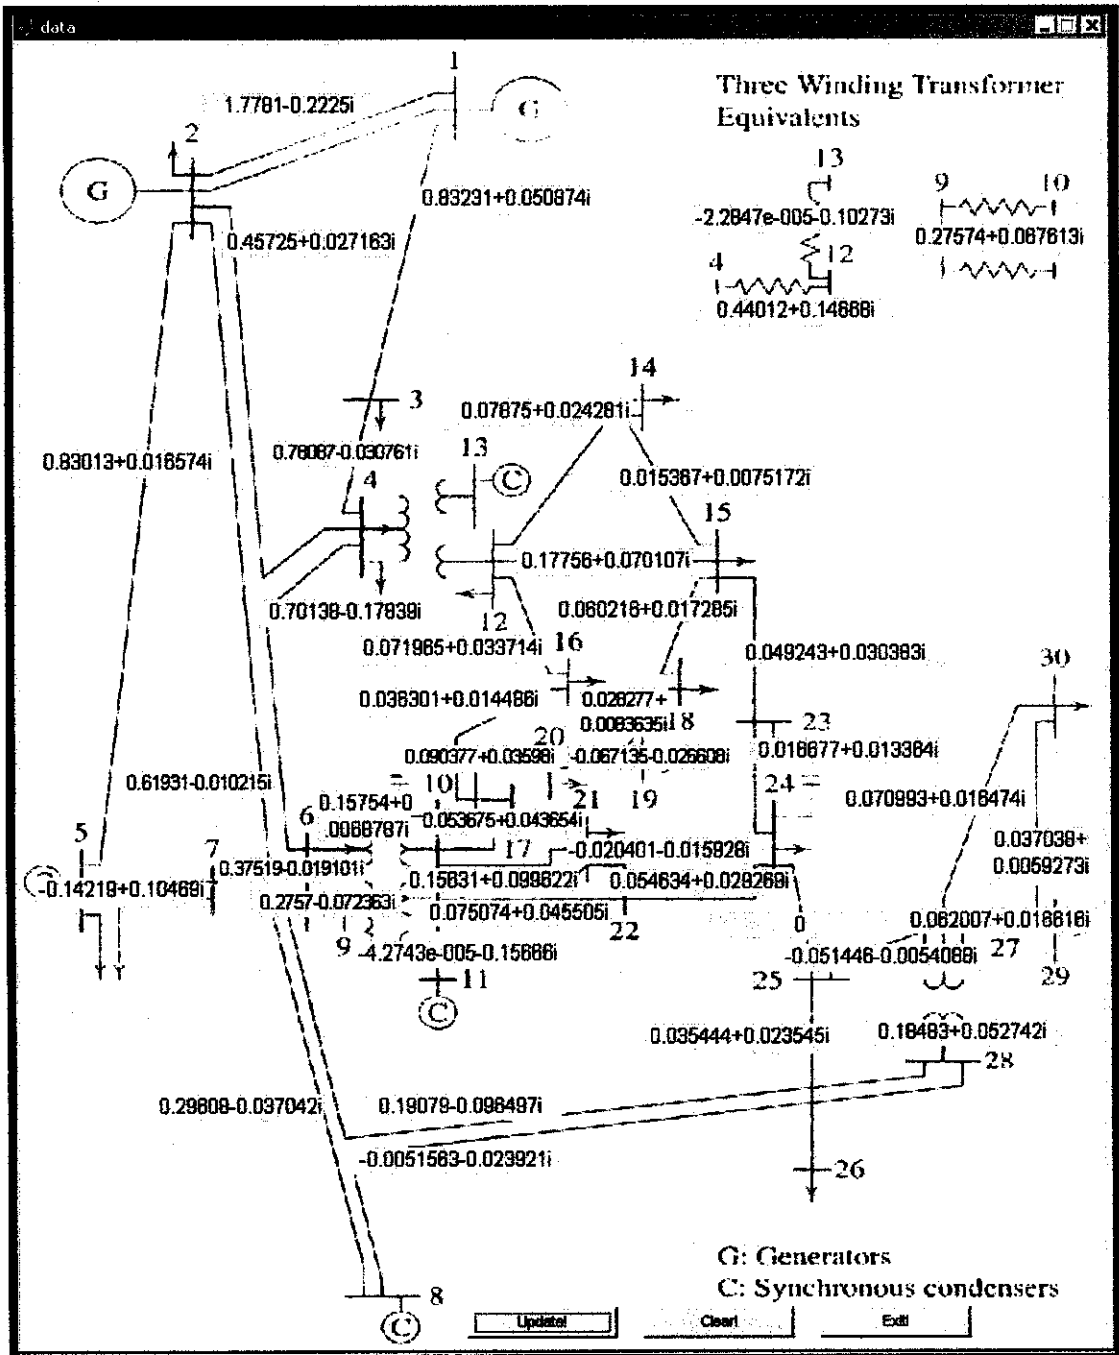 data
1
Three Winding Transformer
Equivalents
1.7781-0.2225i
G
2
G
13
9
10
0.83231+0.050874i
-2.2847e-005-0.10273i
0.45725+0.027163i
0.27574+0.067613i
4
12
0.44012+0.14668i
14
3
0.07875+0.024281i
0.83013+0.016574i
0.78087-0.030761i
13
C
0.015367+0.0075172i
4
15
0.17756+0.070107i
0.70138-0.17839i
0.060216+0.017285i
12
0.071965+0.033714i
16
0.049243+0.030383i
30
0.036301+0.014486i
0.026277+
0.0083635i
18
23
20
0.090377+0.03598i
-0.067135-0.026608i
0.018677+0.013384i
0.61931-0.010215i
10
19
24
0.070993+0.016474i
0.15754+0
.0068787i
21
6
0.053675+0.043654i
5
7
17
-0.020401-0.015828i
0.037038+
0.0059273i
0.37519-0.019101i
-0.14219+0.10469i
0.15631+0.099822i
0.054634+0.028269i
0.2757-0.072363i
0.075074+0.045505i
0
0.062007+0.016616i
9
22
27
-4.2743e-005-0.15666i
-0.051446-0.0054088i
11
25
29
C
0.035444+0.023545i
0.18483+0.052742i
28
0.29608-0.037042i
0.19079-0.098497i
-0.0051563-0.023921i
26
G: Generators
8
C: Synchronous condensers
C
Update!
Clear!
Exit!